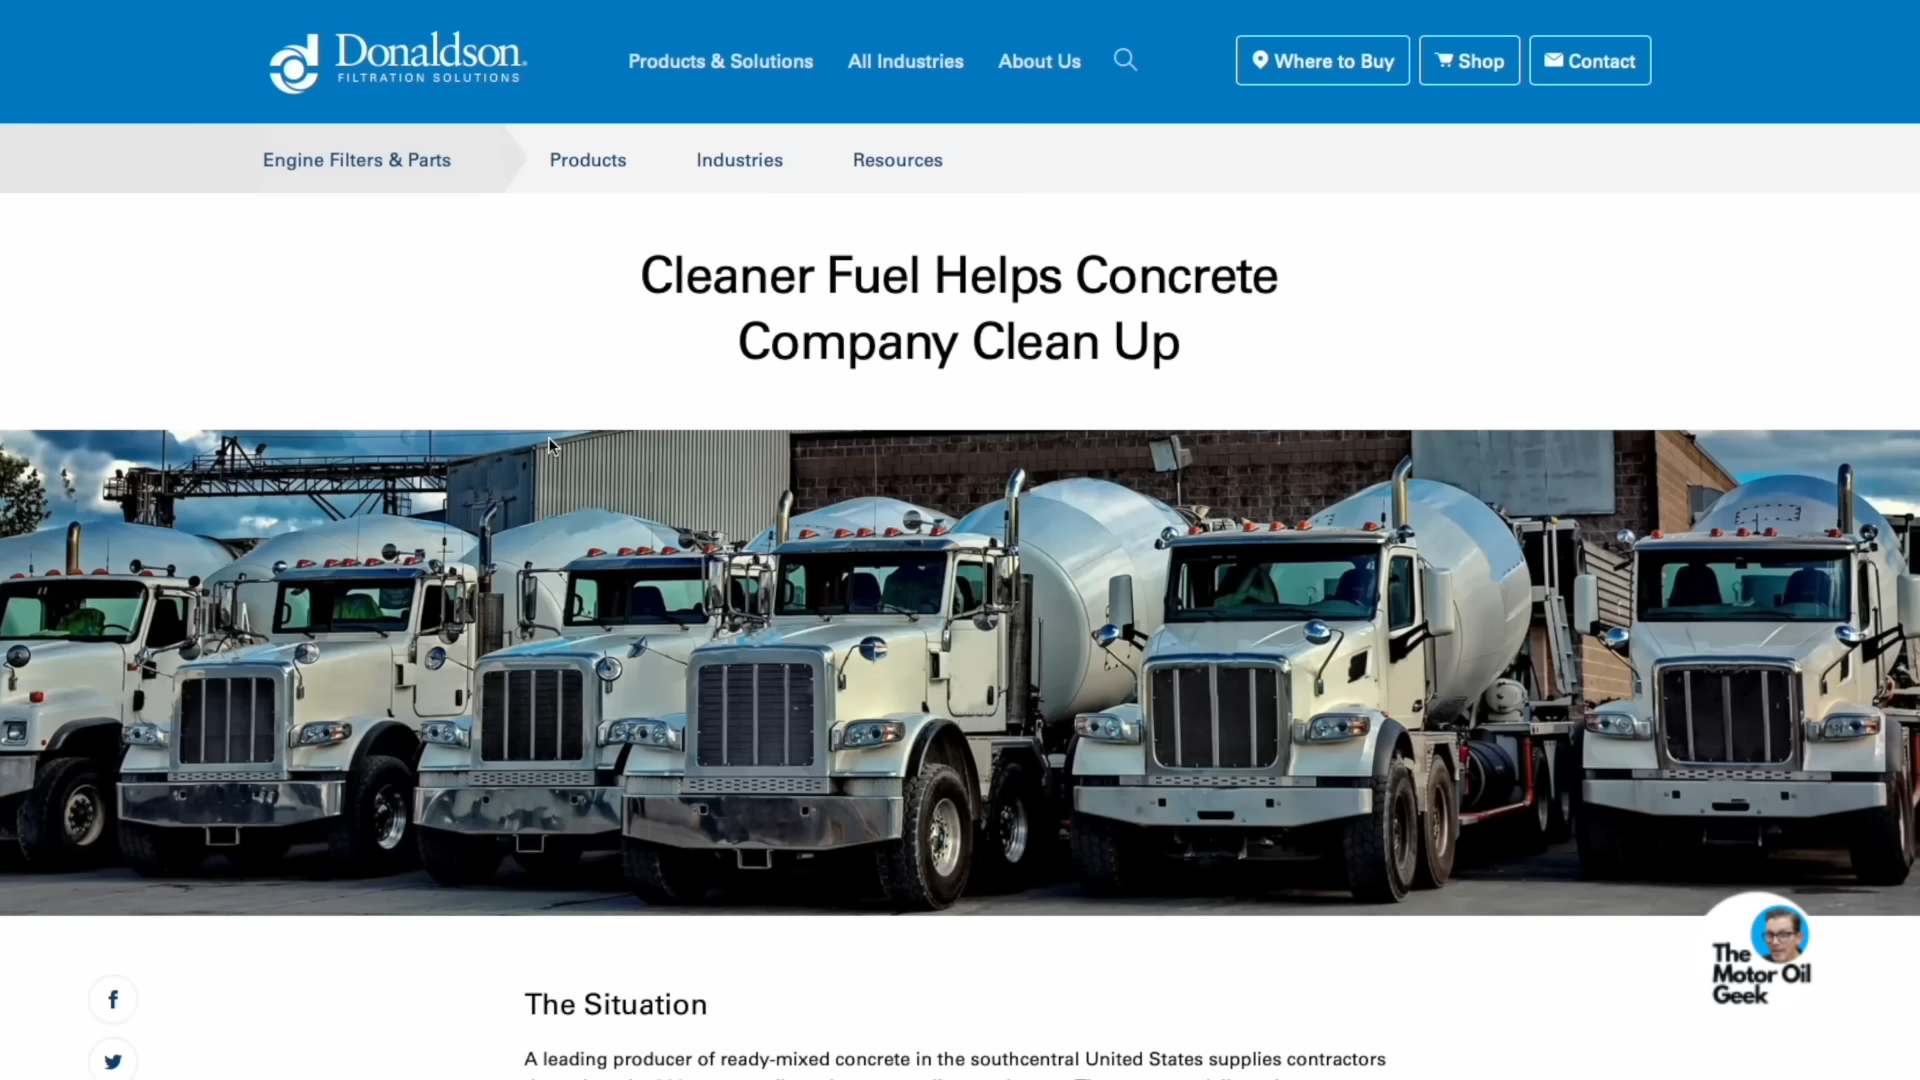 Donaldson.
FILTRATION SOLUTIONS
Products & Solutions
All Industries
About Us
Where to Buy
Shop
Contact
Engine Filters & Parts
Products
Industries
Resources
Cleaner Fuel Helps Concrete
Company Clean Up
The
Motor Oil
Geek
The Situation
A leading producer of ready-mixed concrete in the southcentral United States supplies contractors